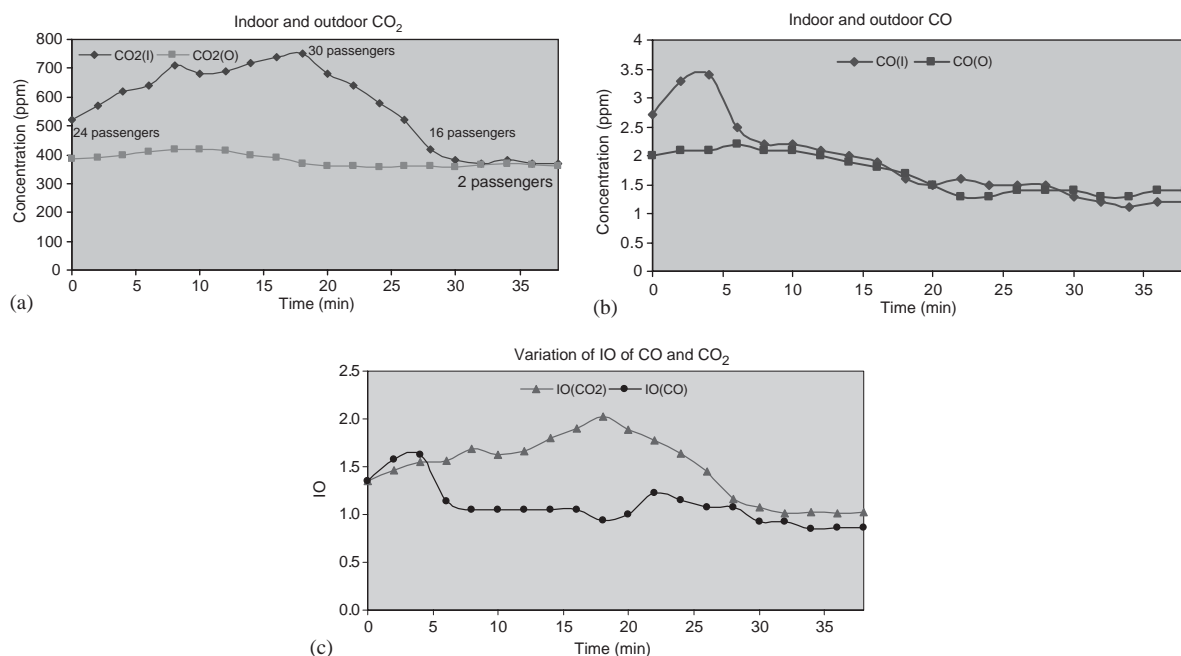 Indoor and outdoor CO₂
800
700
600
500
400
300
200
100
0
Concentration (ppm)
CO2(I) CO2(O)
30 passengers
24 passengers
16 passengers
2 passengers
0 5 10 15 20 25 30 35
Time (min)
(a)
Indoor and outdoor CO
4
3.5
3
2.5
2
1.5
1
0.5
0
Concentration (ppm)
CO(I) CO(O)
0 5 10 15 20 25 30 35
Time (min)
(b)
Variation of IO of CO and CO₂
2.5
2.0
1.5
1.0
0.5
0.0
IO
IO(CO2) IO(CO)
0 5 10 15 20 25 30 35
Time (min)
(c)